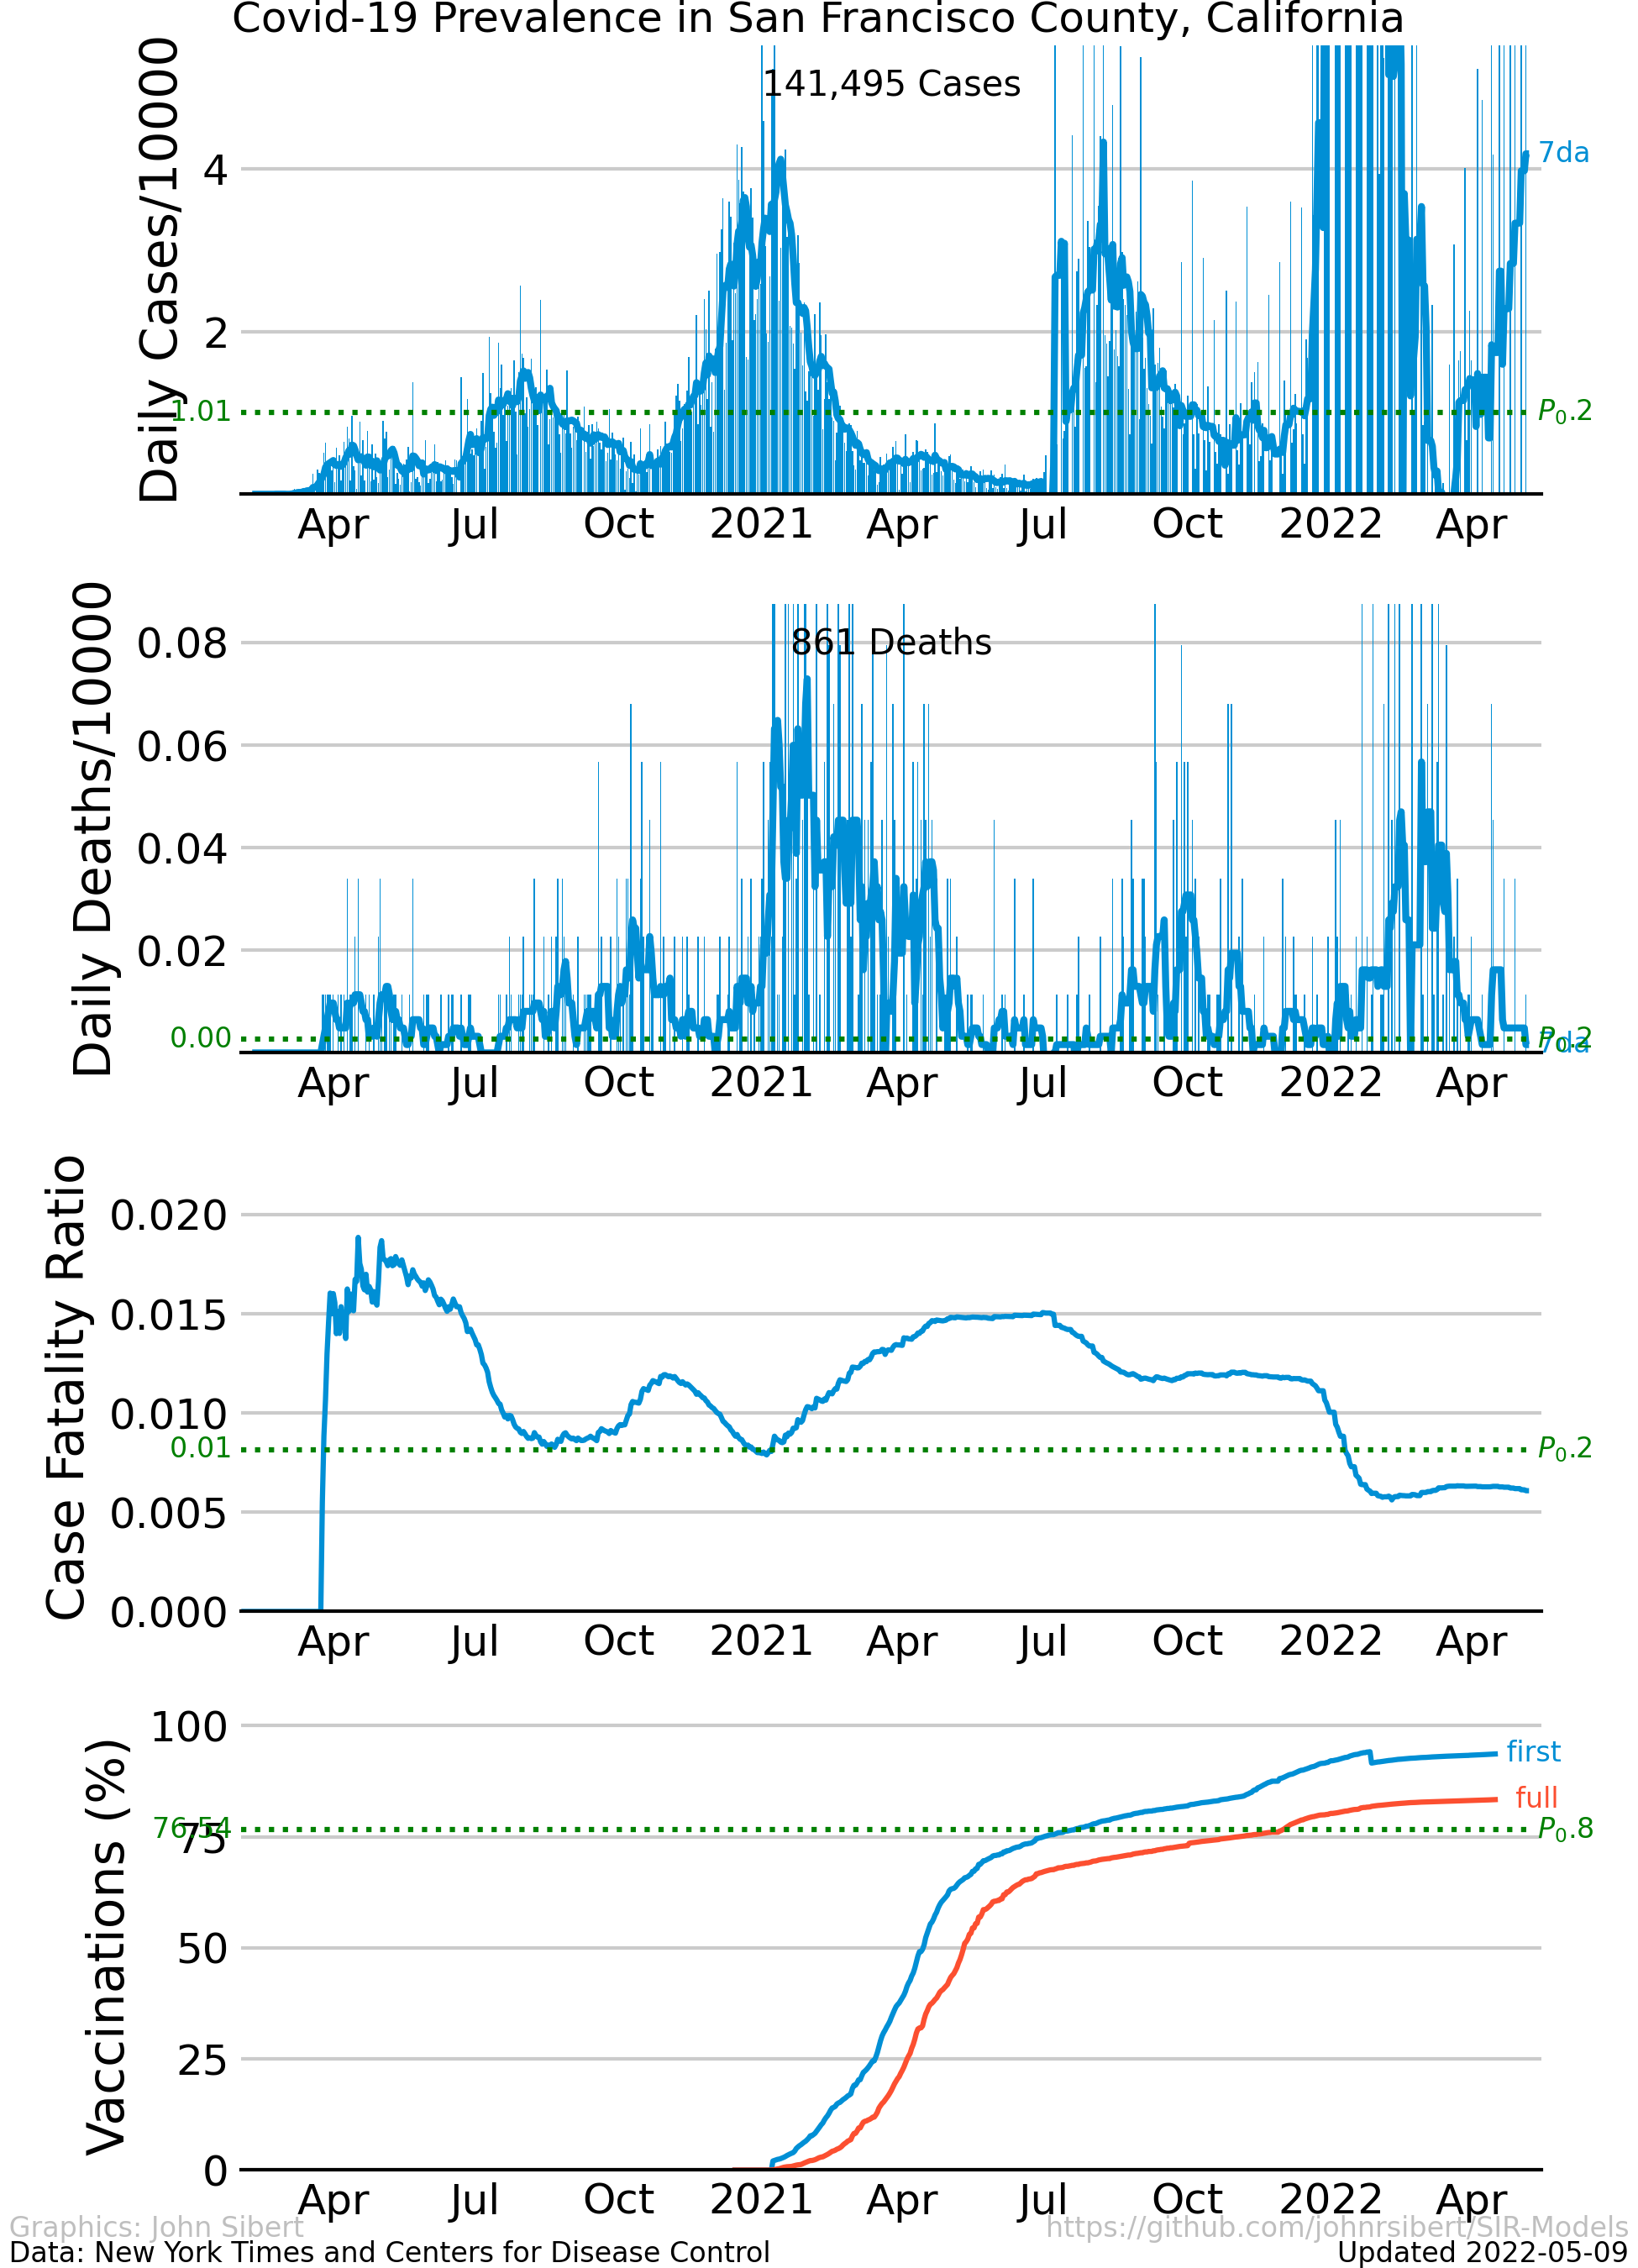 Covid-19 Prevalence in San Francisco County, California
Daily Cases/10000
141,495 Cases
4
2
1.01
7da
P0.2
Apr Jul Oct 2021 Apr Jul Oct 2022 Apr
Daily Deaths/10000
861 Deaths
0.08
0.06
0.04
0.02
0.00
P0.2
7da
Apr Jul Oct 2021 Apr Jul Oct 2022 Apr
Case Fatality Ratio
0.020
0.015
0.010
0.01
P0.2
0.005
0.000
Apr Jul Oct 2021 Apr Jul Oct 2022 Apr
Vaccinations (%)
100
first
full
76.54
P0.8
75
50
25
0
Apr Jul Oct 2021 Apr Jul Oct 2022 Apr
Graphics: John Sibert https://github.com/johnrsibert/SIR-Models
Data: New York Times and Centers for Disease Control Updated 2022-05-09